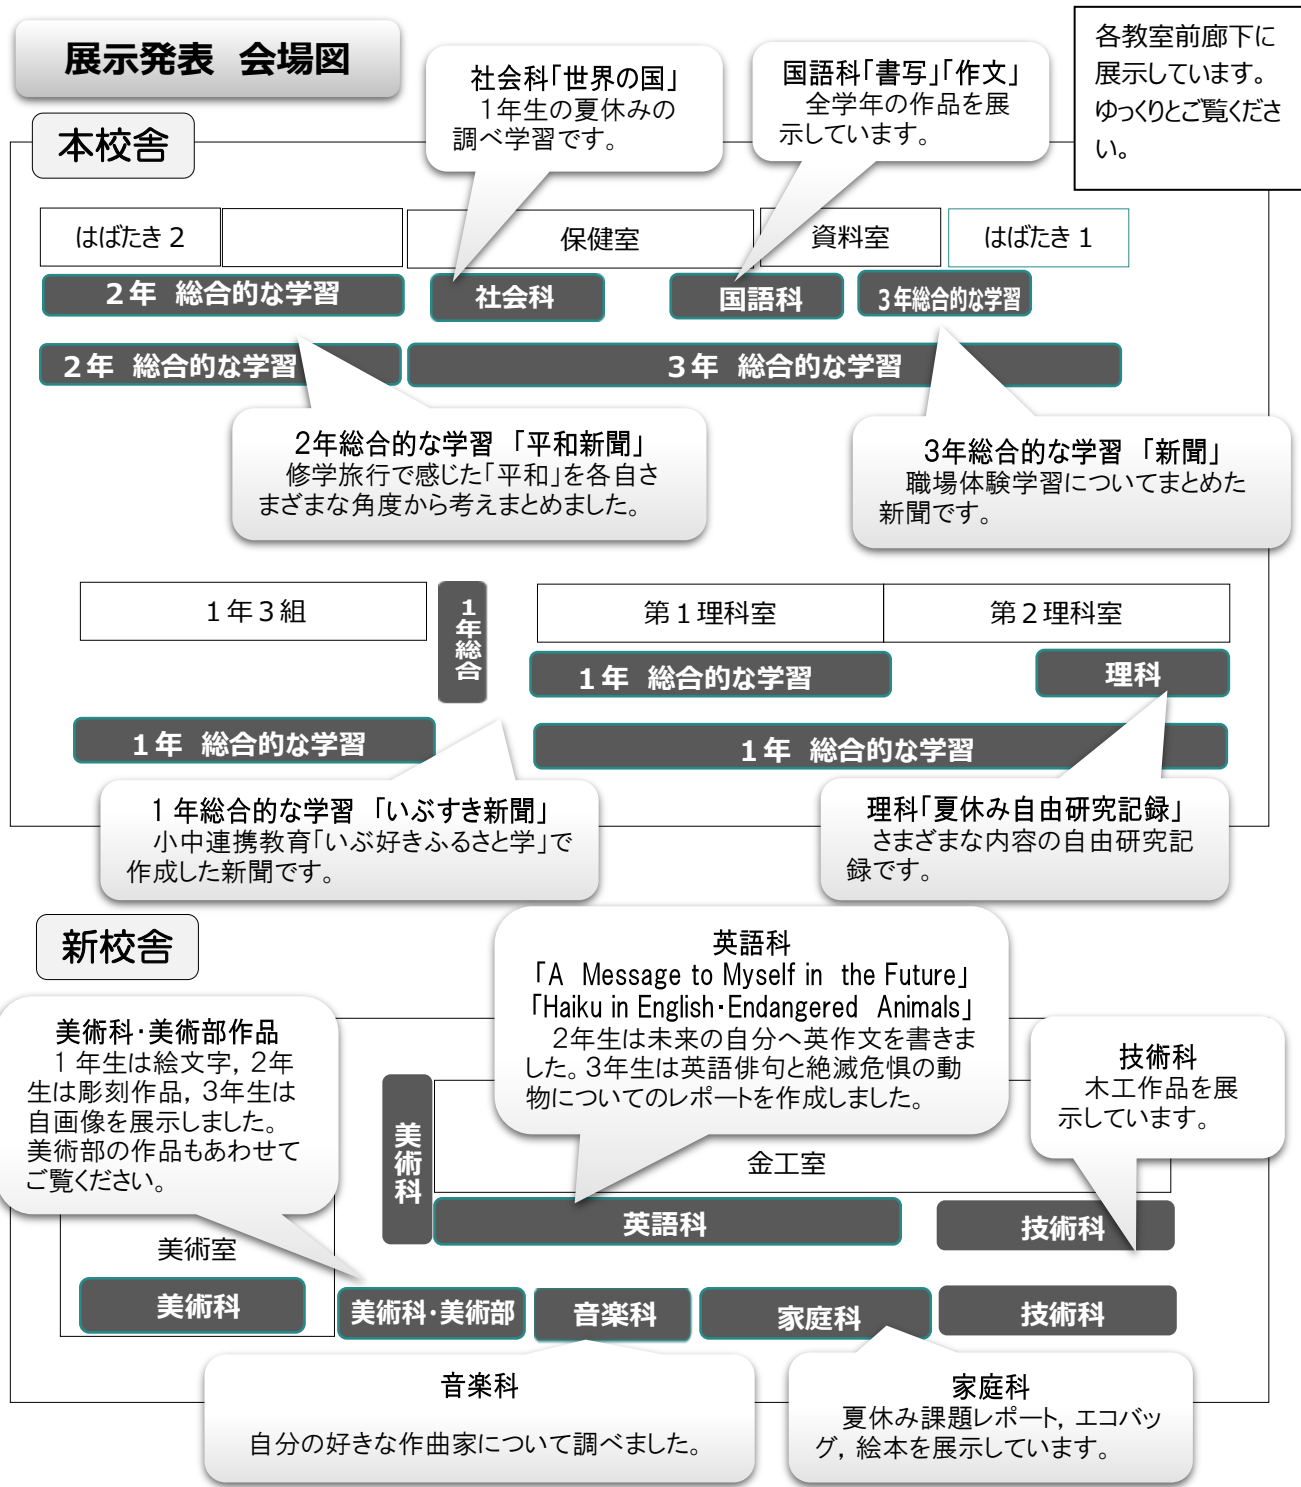 展示発表 会場図
各教室前廊下に
展示しています。
ゆっくりとご覧くださ
い。
本校舎
社会科「世界の国」
１年生の夏休みの
調べ学習です。
国語科「書写」「作文」
全学年の作品を展
示しています。
はばたき２
保健室
資料室
はばたき１
２年 総合的な学習
社会科
国語科
３年総合的な学習
２年 総合的な学習
３年 総合的な学習
２年総合的な学習 「平和新聞」
修学旅行で感じた「平和」を各自さ
まざまな角度から考えまとめました。
３年総合的な学習 「新聞」
職場体験学習についてまとめた
新聞です。
１年３組
１年総合
第１理科室
第２理科室
１年 総合的な学習
理科
１年 総合的な学習
１年 総合的な学習
１年総合的な学習 「いぶすき新聞」
小中連携教育「いぶ好きふるさと学」で
作成した新聞です。
理科「夏休み自由研究記録」
さまざまな内容の自由研究記
録です。
新校舎
英語科
「A Message to Myself in the Future」
「Haiku in English・Endangered Animals」
２年生は未来の自分へ英作文を書きま
した。３年生は英語俳句と絶滅危惧の動
物についてのレポートを作成しました。
美術科・美術部作品
１年生は絵文字，２年
生は彫刻作品，３年生は
自画像を展示しました。
美術部の作品もあわせて
ご覧ください。
技術科
木工作品を展
示しています。
美術科
金工室
英語科
技術科
美術室
美術科
美術科・美術部
音楽科
家庭科
技術科
音楽科
自分の好きな作曲家について調べました。
家庭科
夏休み課題レポート，エコバッ
グ，絵本を展示しています。